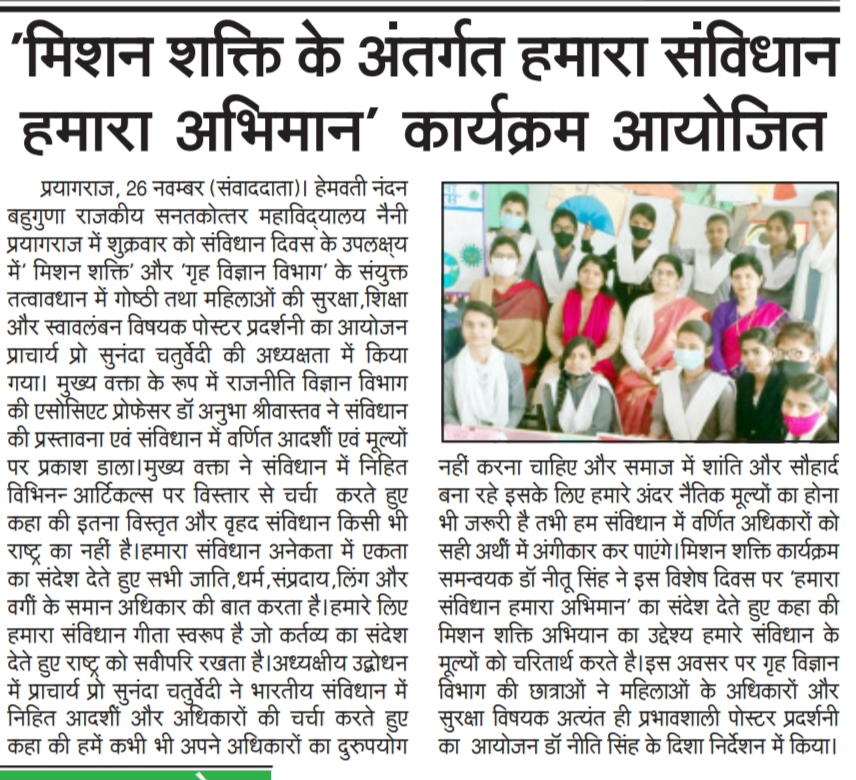 'मिशन शक्ति के अंतर्गत हमारा संविधान
हमारा अभिमान' कार्यक्रम आयोजित
प्रयागराज, 26 नवम्बर (संवाददाता)। हेमवती नंदन
बहुगुणा राजकीय सनतकोत्तर महाविद्यालय नैनी
प्रयागराज में शुक्रवार को संविधान दिवस के उपलक्ष्य
में' मिशन शक्ति' और 'गृह विज्ञान विभाग' के संयुक्त
तत्वावधान में गोष्ठी तथा महिलाओं की सुरक्षा,शिक्षा
और स्वावलंबन विषयक पोस्टर प्रदर्शनी का आयोजन
प्राचार्य प्रो सुनंदा चतुर्वेदी की अध्यक्षता में किया
गया। मुख्य वक्ता के रूप में राजनीति विज्ञान विभाग
की एसोसिएट प्रोफेसर डॉ अनुभा श्रीवास्तव ने संविधान
की प्रस्तावना एवं संविधान में वर्णित आदर्शो एवं मूल्यों
पर प्रकाश डाला।मुख्य वक्ता ने संविधान में निहित
विभिनन आर्टिकल्स पर विस्तार से चर्चा करते हुए
कहा की इतना विस्तृत और वृहद संविधान किसी भी
राष्ट्र का नहीं है।हमारा संविधान अनेकता में एकता
का संदेश देते हुए सभी जाति,धर्म,संप्रदाय,लिंग और
वर्गो के समान अधिकार की बात करता है।हमारे लिए
हमारा संविधान गीता स्वरूप है जो कर्तव्य का संदेश
देते हुए राष्ट्र को सर्वोपरि रखता है।अध्यक्षीय उद्बोधन
में प्राचार्य प्रो सुनंदा चतुर्वेदी ने भारतीय संविधान में
निहित आदर्शो और अधिकारों की चर्चा करते हुए
कहा की हमें कभी भी अपने अधिकारों का दुरुपयोग
नहीं करना चाहिए और समाज में शांति और सौहार्द
बना रहे इसके लिए हमारे अंदर नैतिक मूल्यों का होना
भी जरूरी है तभी हम संविधान में वर्णित अधिकारों को
सही अर्थो में अंगीकार कर पाएंगे।मिशन शक्ति कार्यक्रम
समन्वयक डॉ नीतू सिंह ने इस विशेष दिवस पर 'हमारा
संविधान हमारा अभिमान' का संदेश देते हुए कहा की
मिशन शक्ति अभियान का उद्देश्य हमारे संविधान के
मूल्यों को चरितार्थ करते है।इस अवसर पर गृह विज्ञान
विभाग की छात्राओं ने महिलाओं के अधिकारों और
सुरक्षा विषयक अत्यंत ही प्रभावशाली पोस्टर प्रदर्शनी
का आयोजन डॉ नीति सिंह के दिशा निर्देशन में किया।